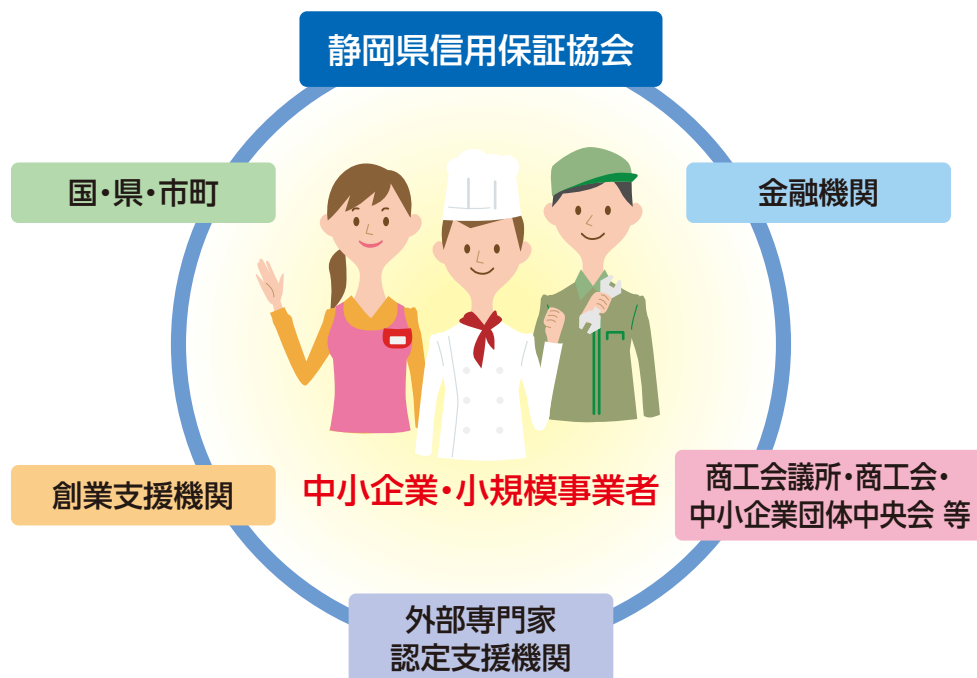 静岡県信用保証協会
国・県・市町
金融機関
創業支援機関
中小企業・小規模事業者
商工会議所・商工会・
中小企業団体中央会 等
外部専門家
認定支援機関